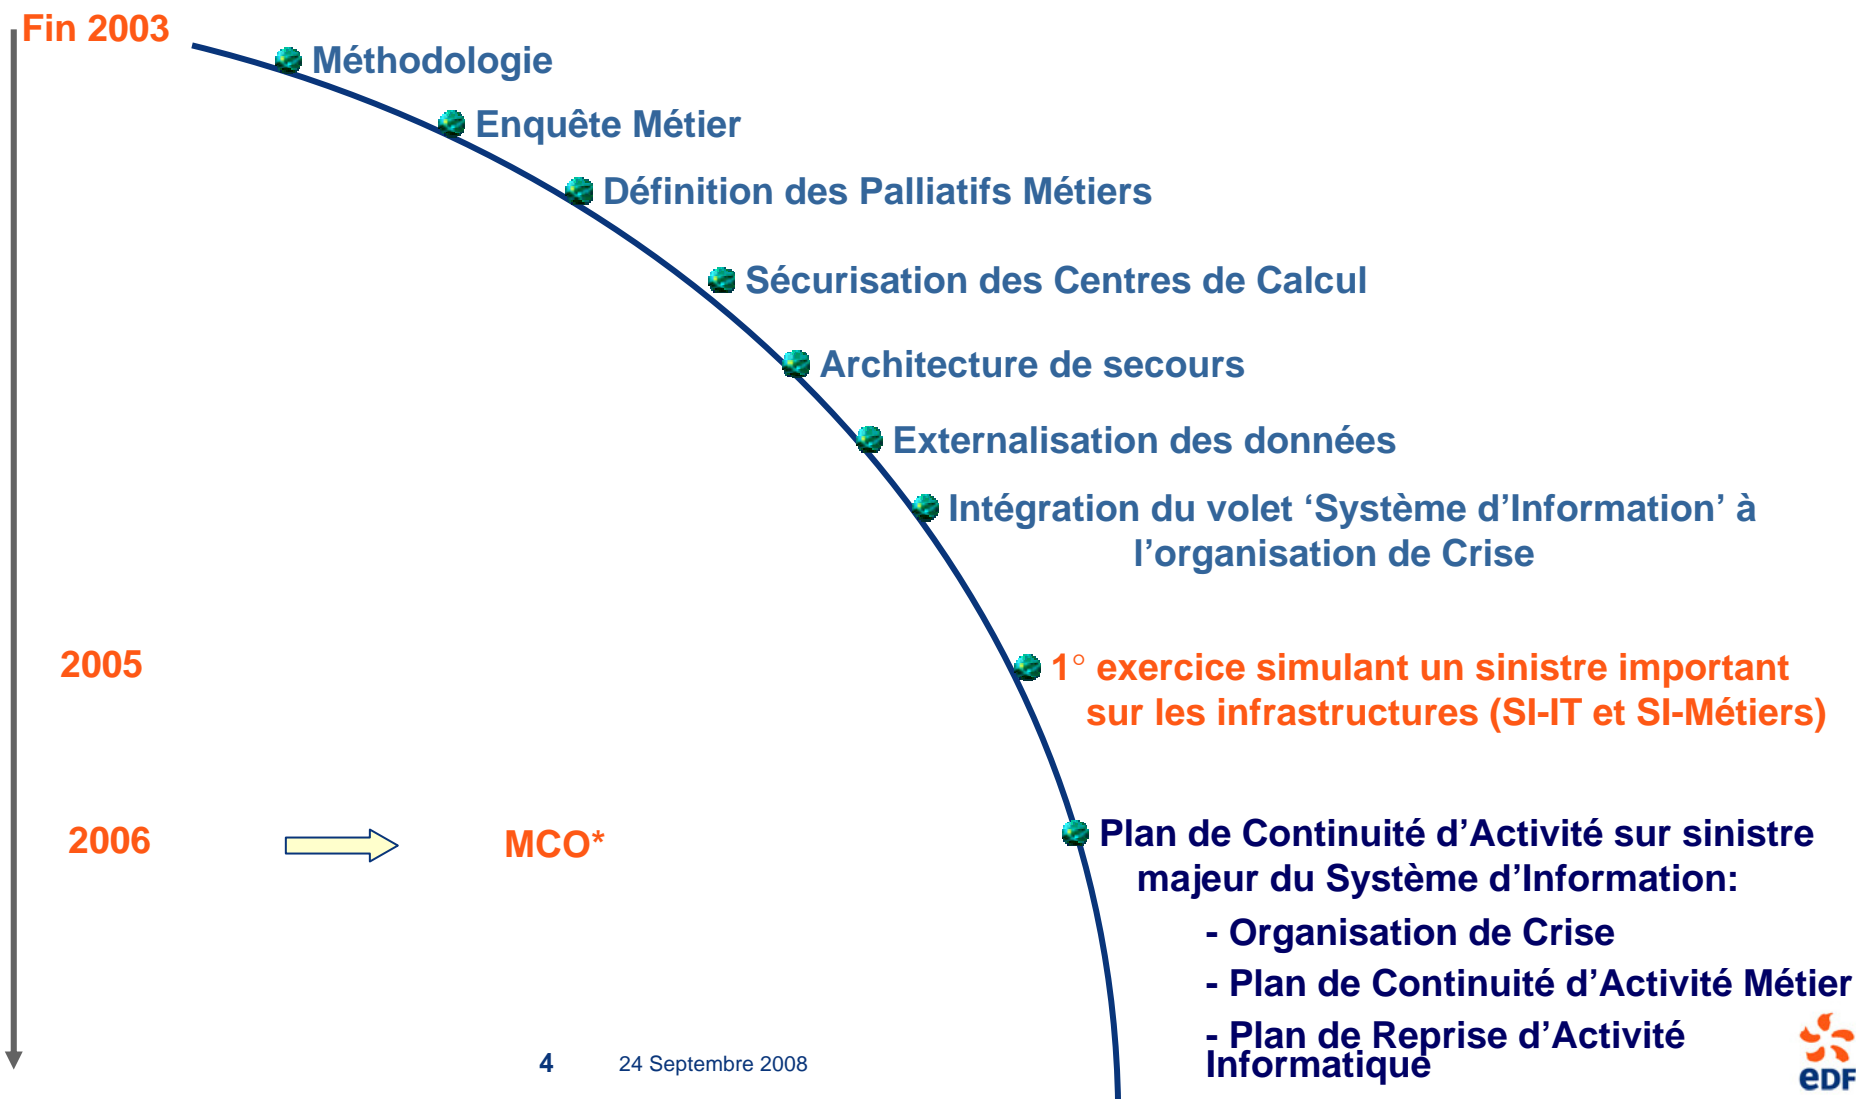 Fin 2003
Méthodologie
Enquête Métier
Définition des Palliatifs Métiers
Sécurisation des Centres de Calcul
Architecture de secours
Externalisation des données
Intégration du volet ‘Système d’Information’ à
l’organisation de Crise
2005
1° exercice simulant un sinistre important
sur les infrastructures (SI-IT et SI-Métiers)
2006
MCO*
Plan de Continuité d’Activité sur sinistre
majeur du Système d’Information:
- Organisation de Crise
- Plan de Continuité d’Activité Métier
- Plan de Reprise d’Activité
Informatique
4
24 Septembre 2008
eDF